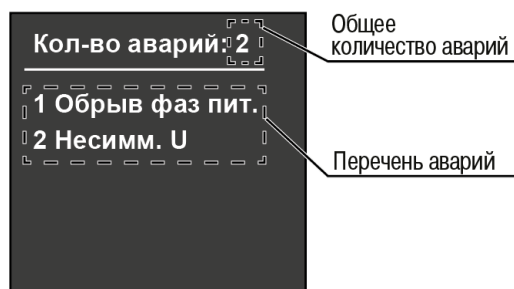 Кол-во аварий: 2
1 Обрыв фаз пит.
2 Несимм. U
Общее
количество аварий
Перечень аварий